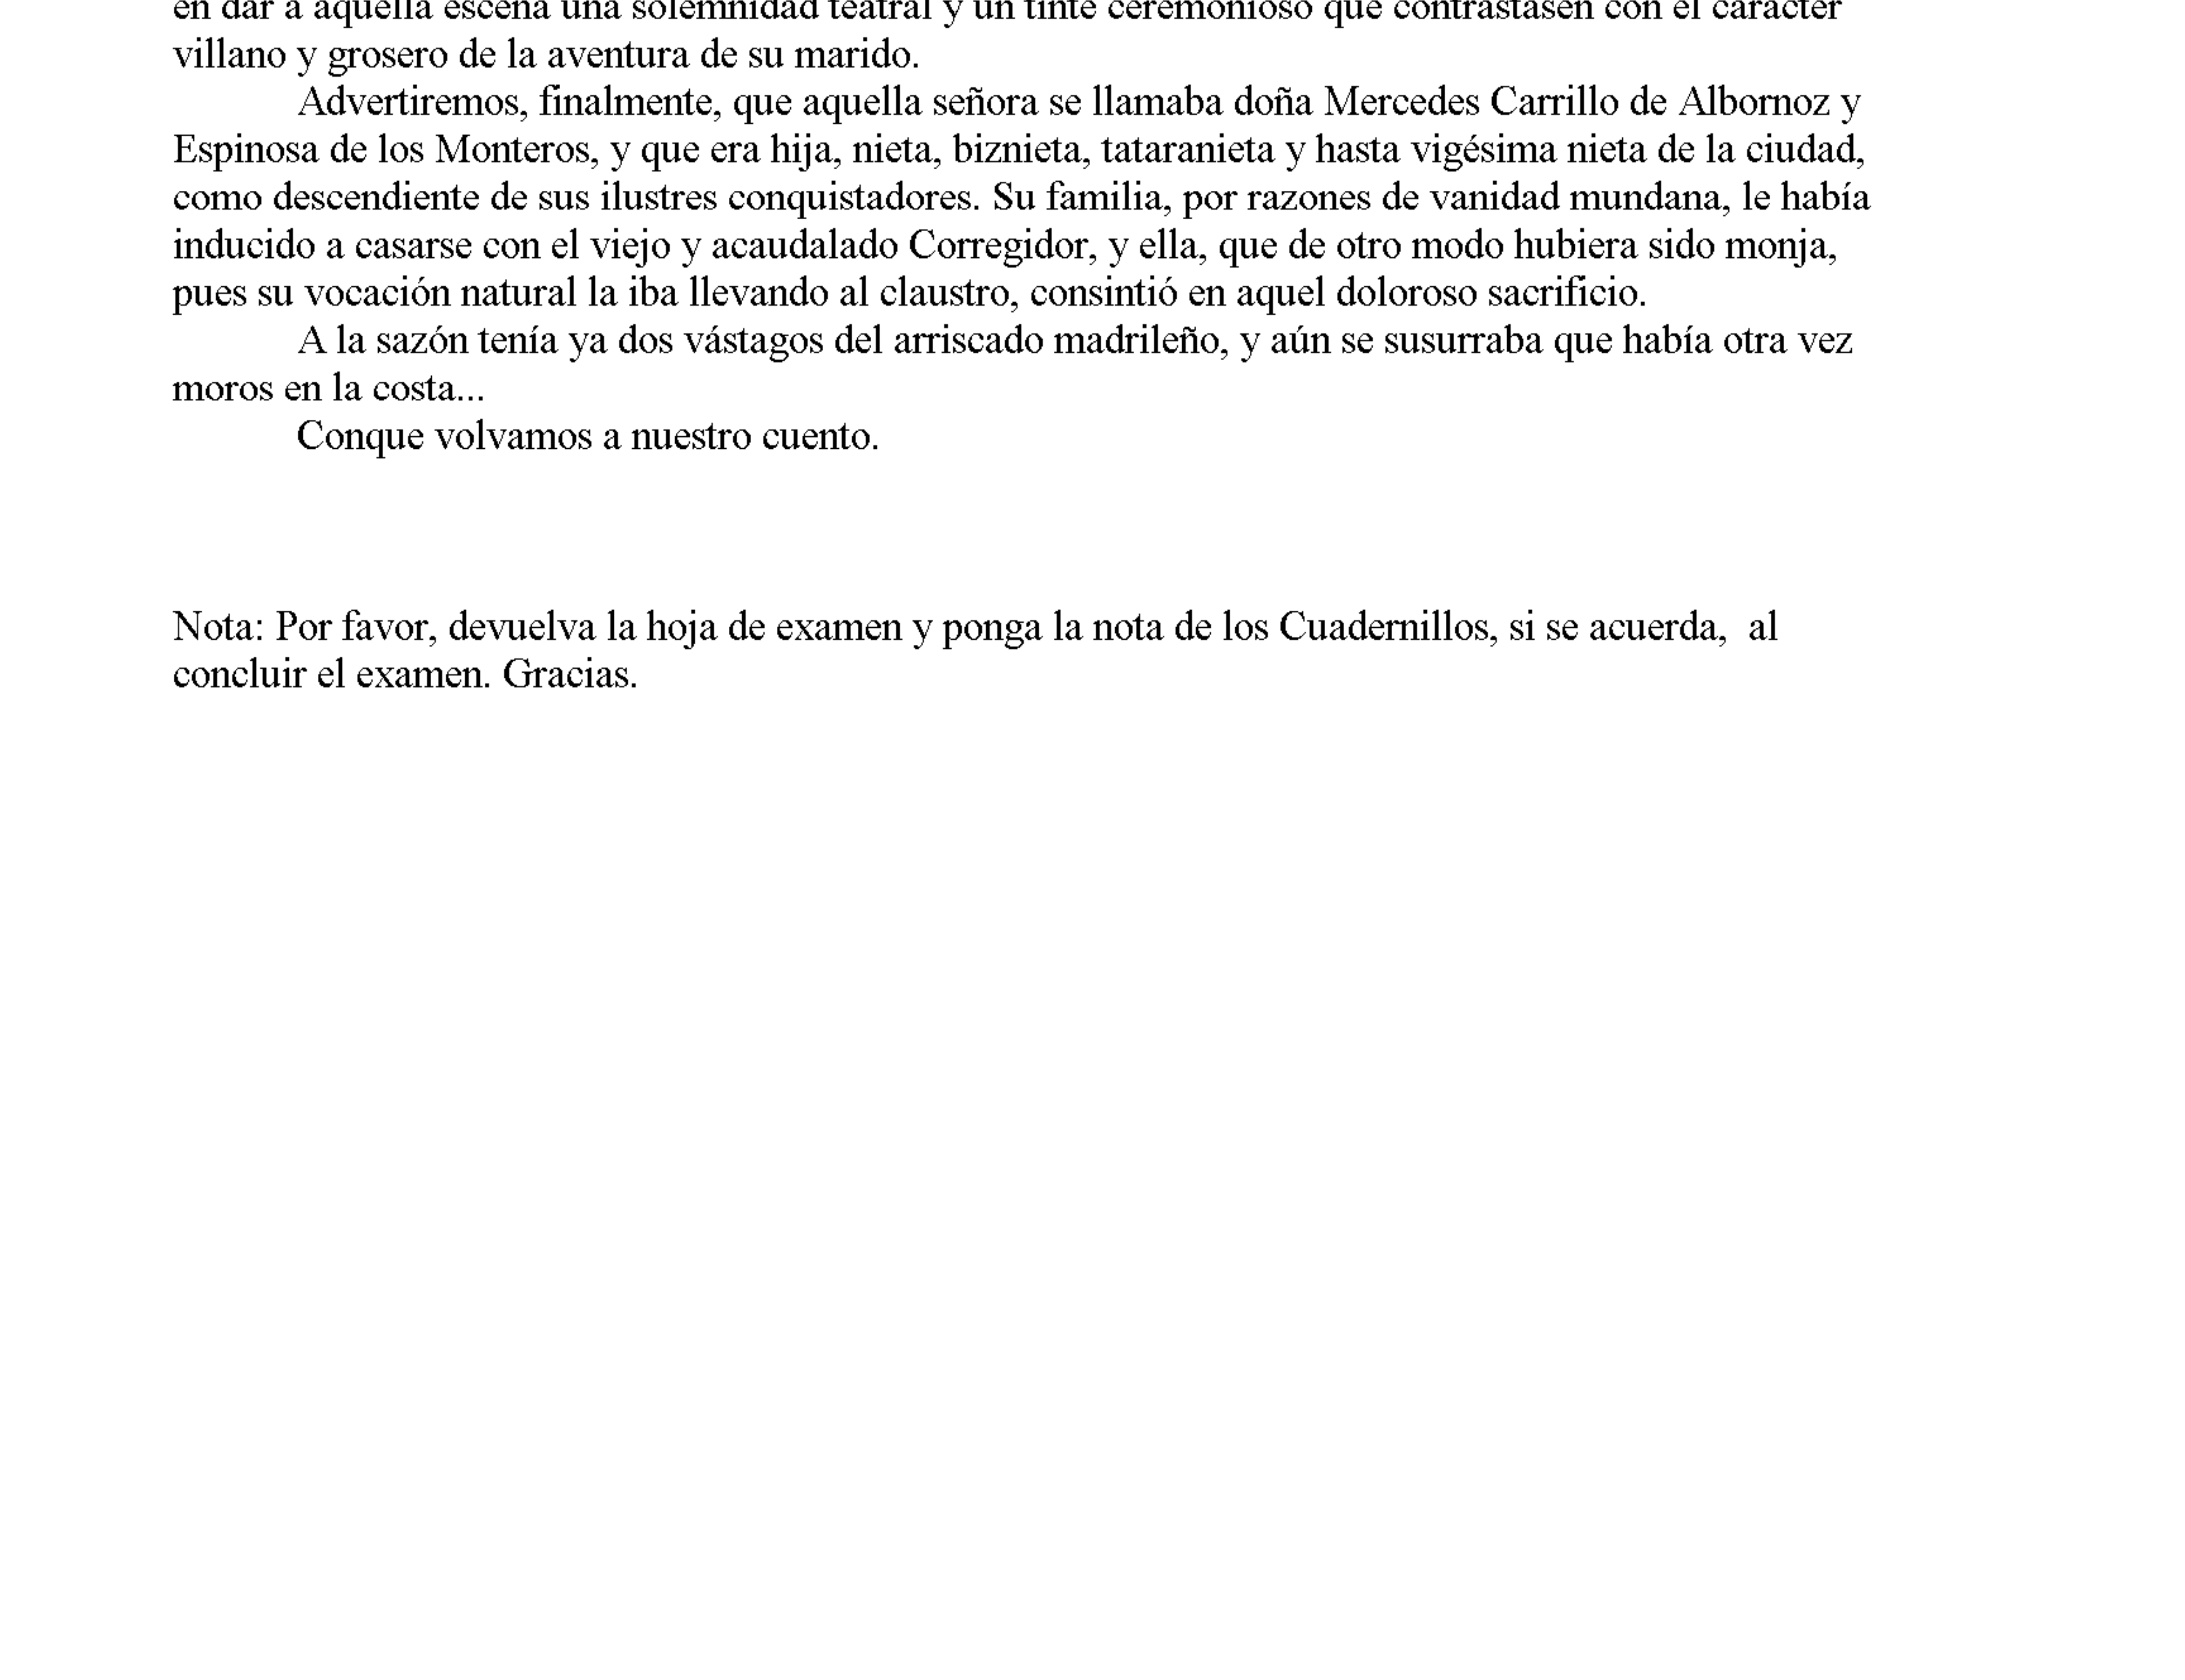 en dar a aquella escena una solemnidad teatral y un tinte ceremonioso que contrastasen con el carácter
villano y grosero de la aventura de su marido.
Advertiremos, finalmente, que aquella señora se llamaba doña Mercedes Carrillo de Albornoz y
Espinosa de los Monteros, y que era hija, nieta, biznieta, tataranieta y hasta vigésima nieta de la ciudad,
como descendiente de sus ilustres conquistadores. Su familia, por razones de vanidad mundana, le había
inducido a casarse con el viejo y acaudalado Corregidor, y ella, que de otro modo hubiera sido monja,
pues su vocación natural la iba llevando al claustro, consintió en aquel doloroso sacrificio.
A la sazón tenía ya dos vástagos del arriscado madrileño, y aún se susurraba que había otra vez
moros en la costa...
Conque volvamos a nuestro cuento.
Nota: Por favor, devuelva la hoja de examen y ponga la nota de los Cuadernillos, si se acuerda,  al
concluir el examen. Gracias.